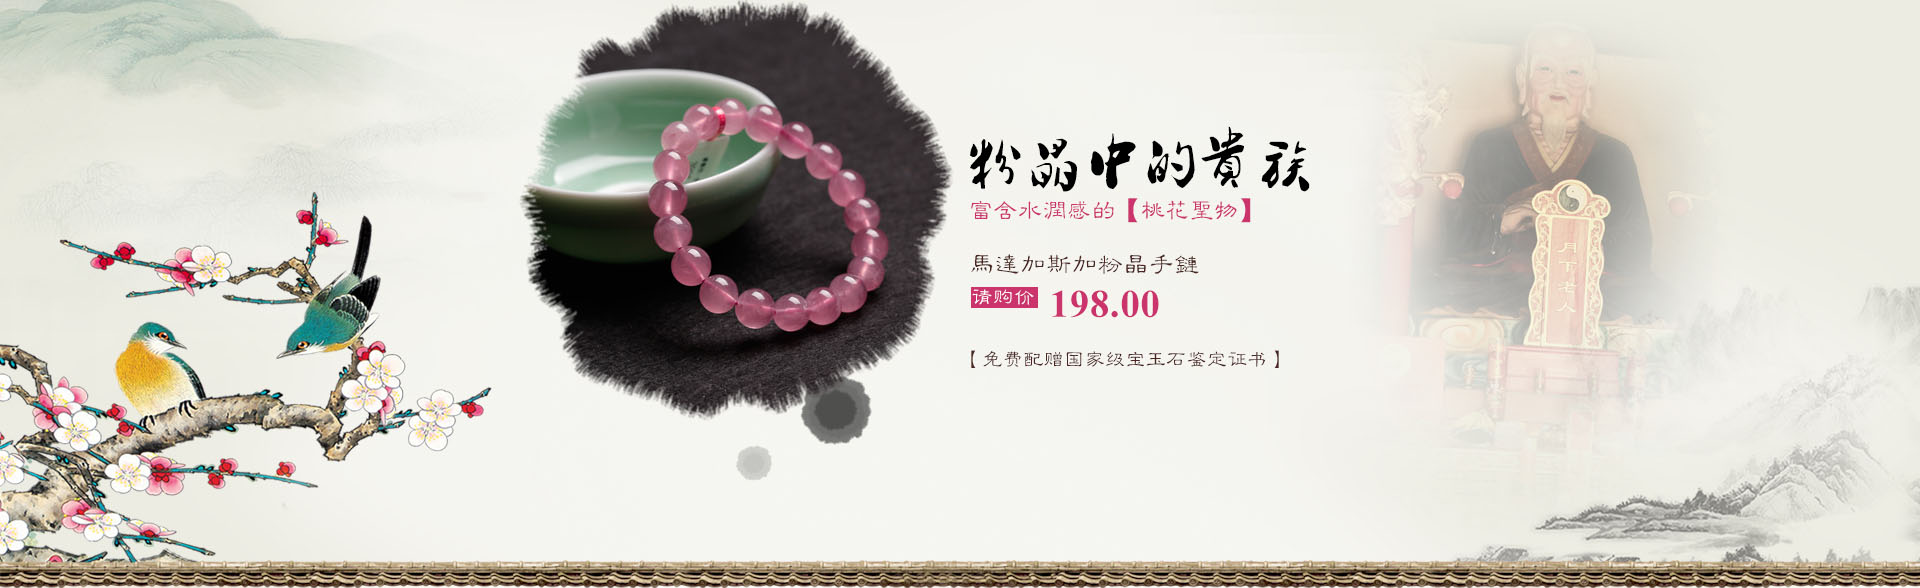 粉晶中的貴族
富含水潤感的【桃花聖物】
馬達加斯加粉晶手鏈
请购价 198.00
【免费配赠国家级宝玉石鉴定证书】
月下老人